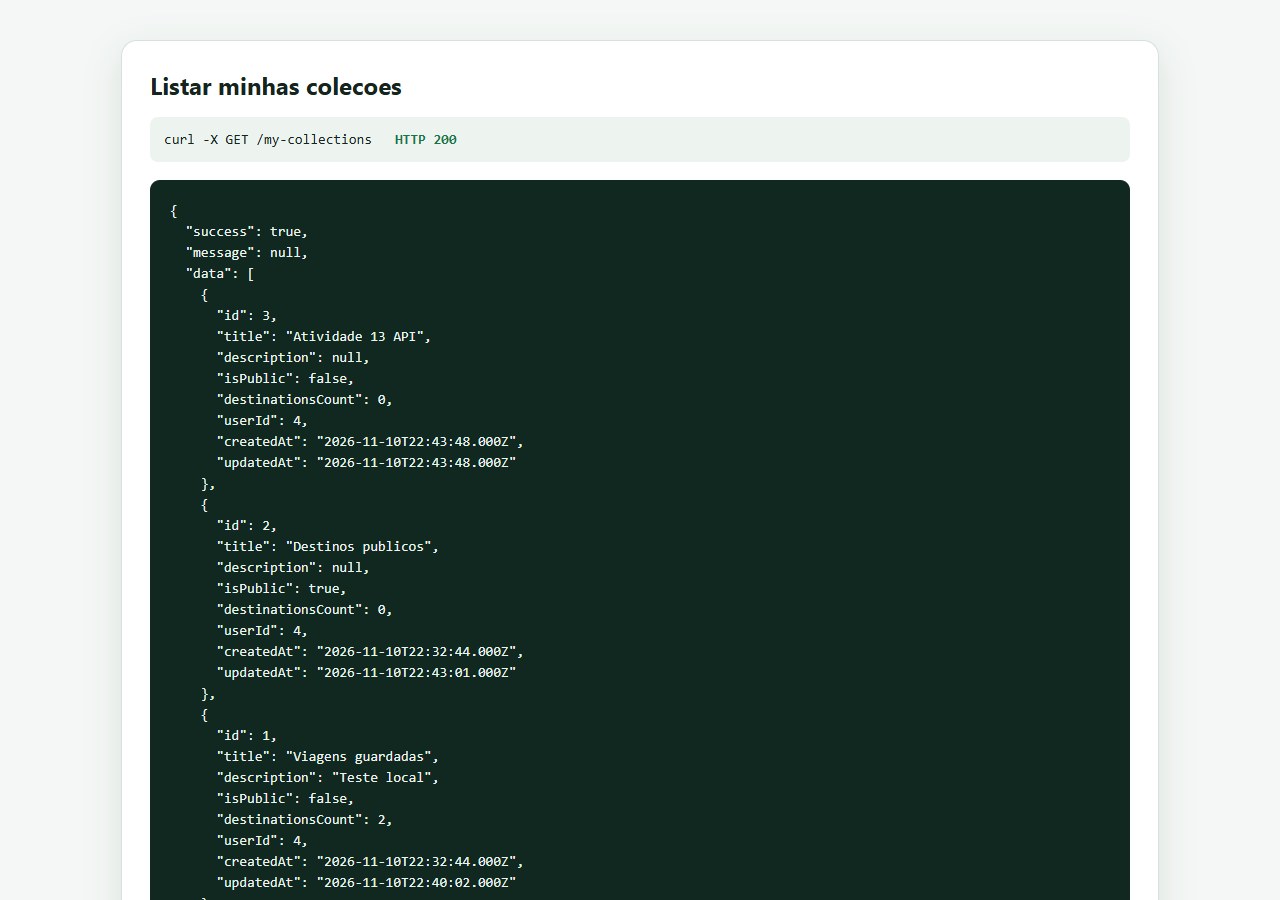 Listar minhas colecoes
curl -X GET /my-collections   HTTP 200
{
  "success": true,
  "message": null,
  "data": [
    {
      "id": 3,
      "title": "Atividade 13 API",
      "description": null,
      "isPublic": false,
      "destinationsCount": 0,
      "userId": 4,
      "createdAt": "2026-11-10T22:43:48.000Z",
      "updatedAt": "2026-11-10T22:43:48.000Z"
    },
    {
      "id": 2,
      "title": "Destinos publicos",
      "description": null,
      "isPublic": true,
      "destinationsCount": 0,
      "userId": 4,
      "createdAt": "2026-11-10T22:32:44.000Z",
      "updatedAt": "2026-11-10T22:43:01.000Z"
    },
    {
      "id": 1,
      "title": "Viagens guardadas",
      "description": "Teste local",
      "isPublic": false,
      "destinationsCount": 2,
      "userId": 4,
      "createdAt": "2026-11-10T22:32:44.000Z",
      "updatedAt": "2026-11-10T22:40:02.000Z"